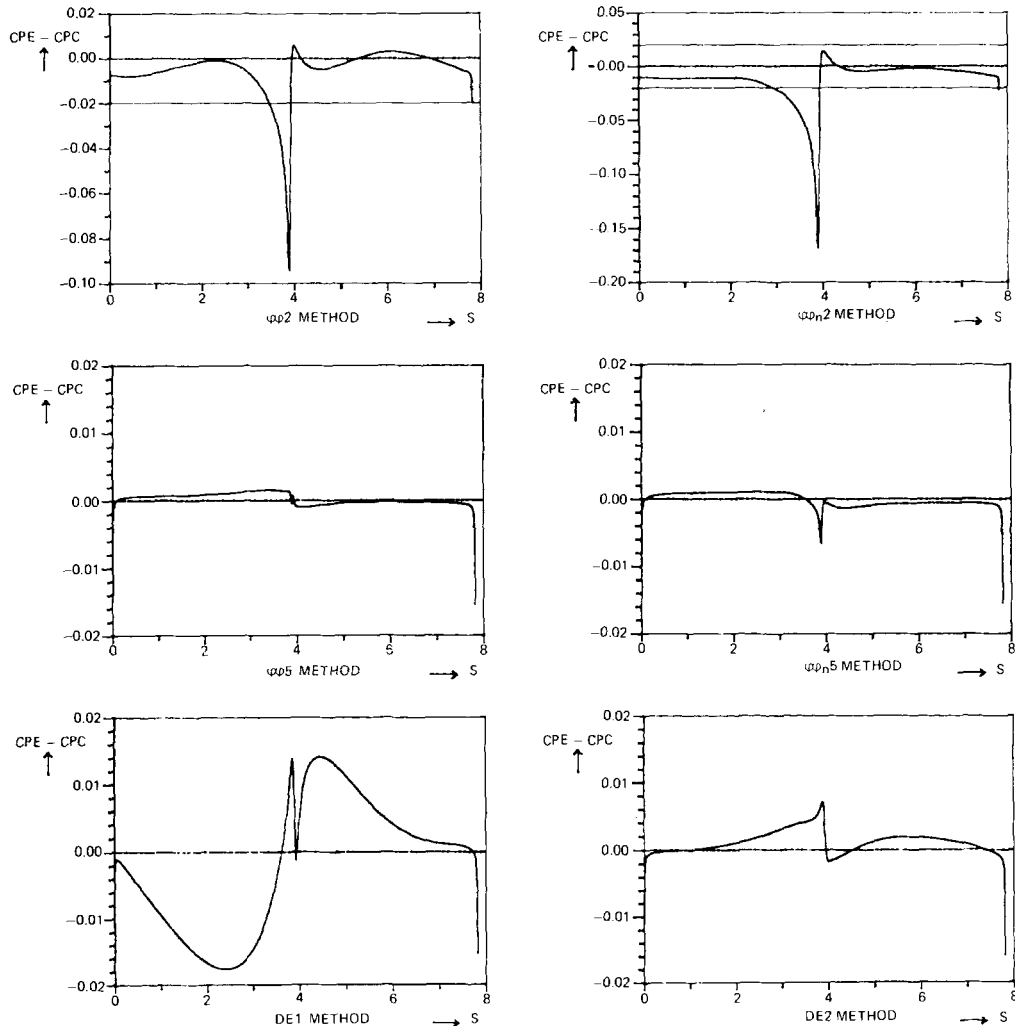 0.02
CPE – CPC
0.00
−0.02
−0.04
−0.06
−0.08
−0.10
0 2 4 6 8
φφ2 METHOD → S
0.05
CPE – CPC
−0.00
−0.05
−0.10
−0.15
−0.20
0 2 4 6 8
φφn2 METHOD → S
0.02
CPE – CPC
0.01
0.00
−0.01
−0.02
0 2 4 6 8
φφ5 METHOD → S
0.02
CPE – CPC
0.01
0.00
−0.01
−0.02
0 2 4 6 8
φφn5 METHOD → S
0.02
CPE – CPC
0.01
0.00
−0.01
−0.02
0 2 4 6 8
DE1 METHOD → S
0.02
CPE – CPC
0.01
0.00
−0.01
−0.02
0 2 4 6 8
DE2 METHOD → S